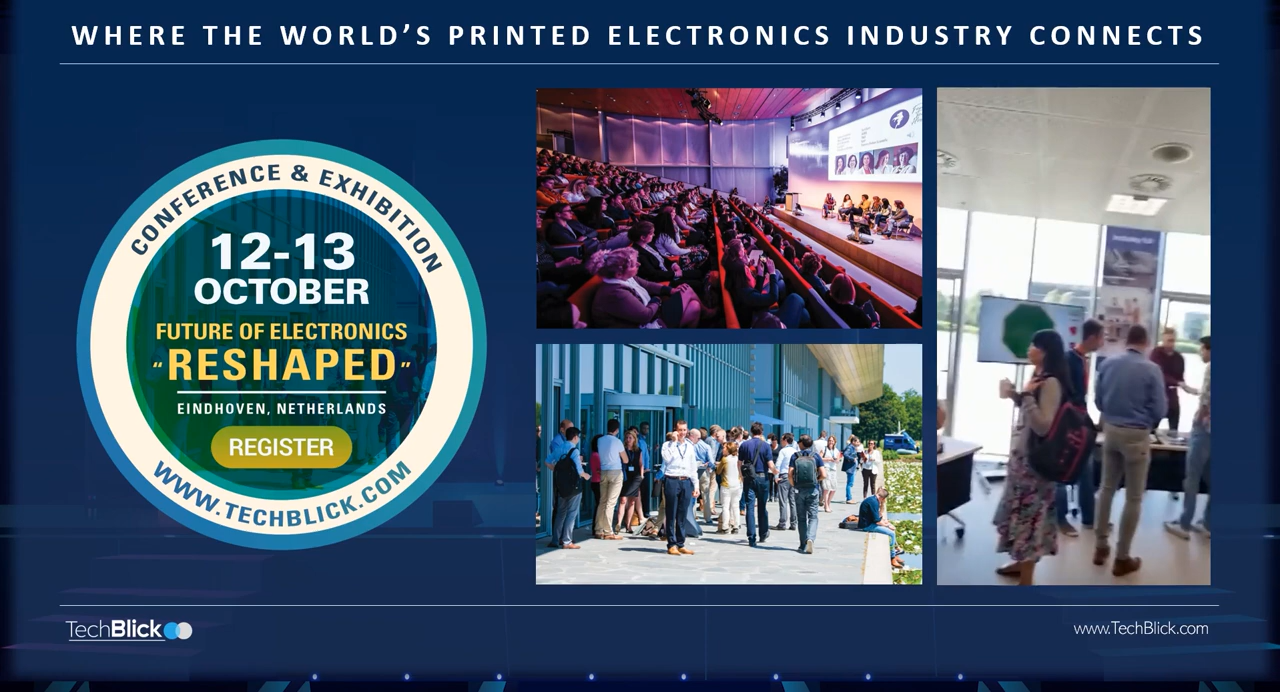 WHERE THE WORLD’S PRINTED ELECTRONICS INDUSTRY CONNECTS
CONFERENCE & EXHIBITION
12-13
OCTOBER
FUTURE OF ELECTRONICS
“RESHAPED”
EINDHOVEN, NETHERLANDS
REGISTER
WWW.TECHBLICK.COM
TechBlick
www.TechBlick.com